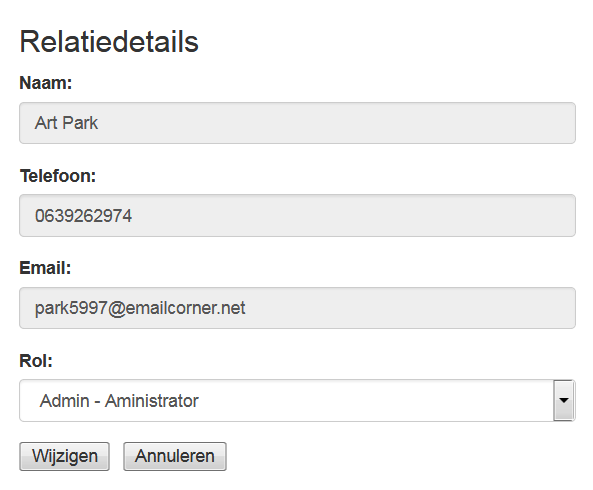 Relatiedetails
Naam:
Art Park
Telefoon:
0639262974
Email:
park5997@emailcorner.net
Rol:
Admin - Aministrator
Wijzigen Annuleren